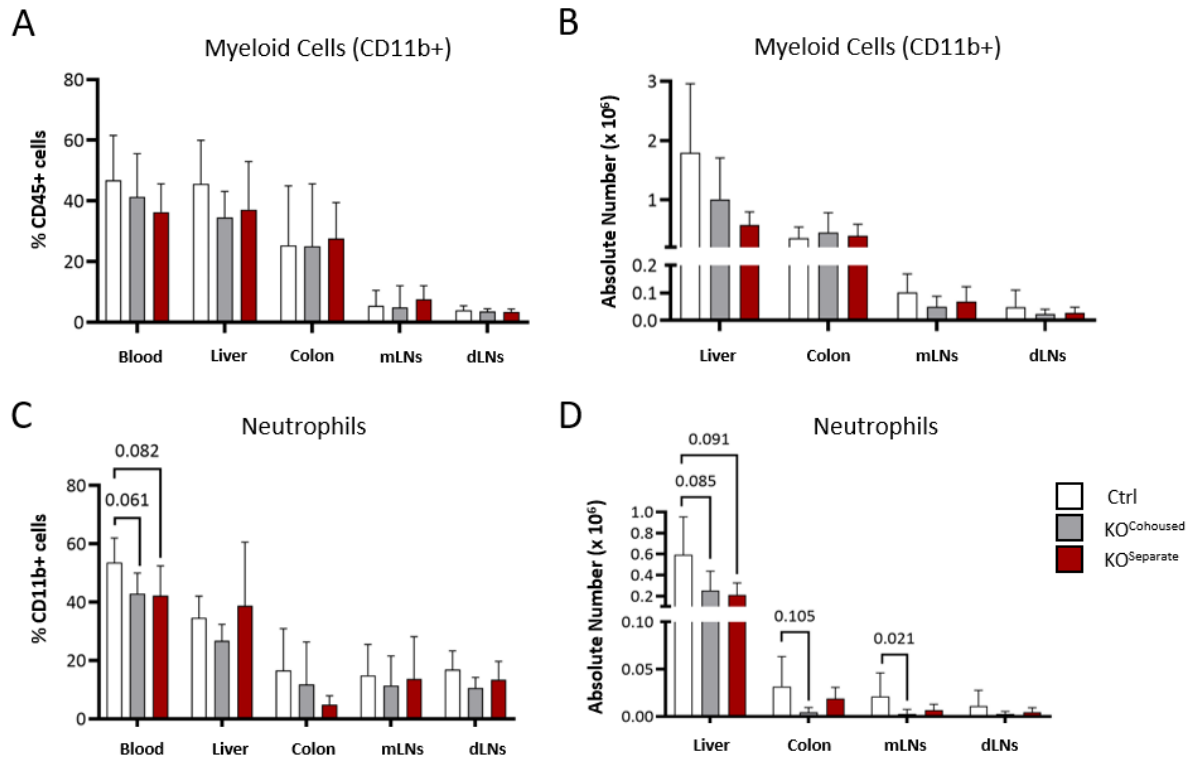 A
Myeloid Cells (CD11b+)
% CD45+ cells
80
60
40
20
0
Blood Liver Colon mLNs dLNs
B
Myeloid Cells (CD11b+)
Absolute Number (x 10⁶)
3
2
1
0.2
0.1
0.0
Liver Colon mLNs dLNs
C
Neutrophils
% CD11b+ cells
0.082
0.061
80
60
40
20
0
Blood Liver Colon mLNs dLNs
D
Neutrophils
Absolute Number (x 10⁶)
0.091
0.085
1.0
0.8
0.6
0.4
0.2
0.10
0.05
0.00
0.105
0.021
Liver Colon mLNs dLNs
Ctrl
KO^Cohoused
KO^Separate